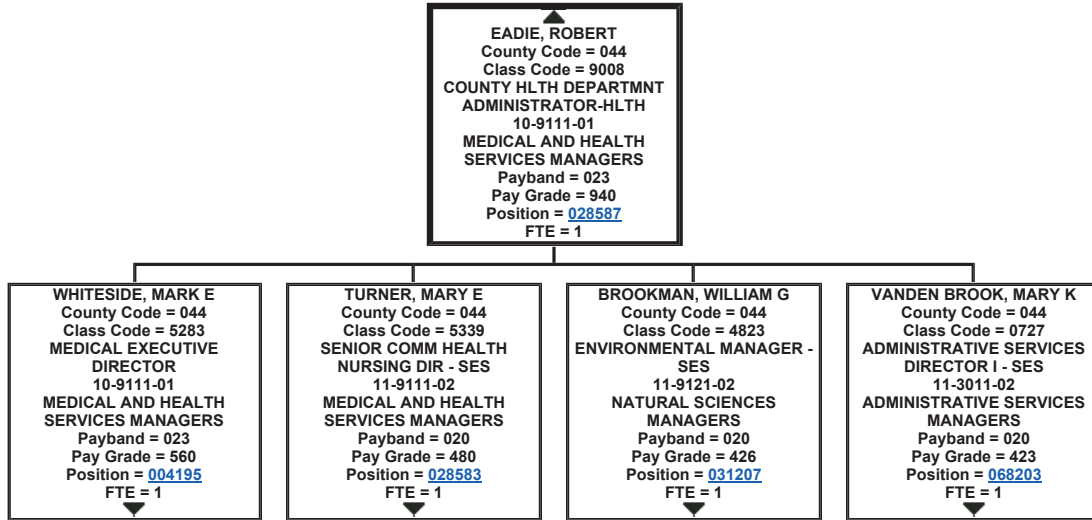 EADIE, ROBERT
County Code = 044
Class Code = 9008
COUNTY HLTH DEPARTMNT
ADMINISTRATOR-HLTH
10-9111-01
MEDICAL AND HEALTH
SERVICES MANAGERS
Payband = 023
Pay Grade = 940
Position = 028587
FTE = 1
WHITESIDE, MARK E
County Code = 044
Class Code = 5283
MEDICAL EXECUTIVE
DIRECTOR
10-9111-01
MEDICAL AND HEALTH
SERVICES MANAGERS
Payband = 023
Pay Grade = 560
Position = 004195
FTE = 1
TURNER, MARY E
County Code = 044
Class Code = 5339
SENIOR COMM HEALTH
NURSING DIR - SES
11-9111-02
MEDICAL AND HEALTH
SERVICES MANAGERS
Payband = 020
Pay Grade = 480
Position = 028583
FTE = 1
BROOKMAN, WILLIAM G
County Code = 044
Class Code = 4823
ENVIRONMENTAL MANAGER -
SES
11-9121-02
NATURAL SCIENCES
MANAGERS
Payband = 020
Pay Grade = 426
Position = 031207
FTE = 1
VANDEN BROOK, MARY K
County Code = 044
Class Code = 0727
ADMINISTRATIVE SERVICES
DIRECTOR I - SES
11-3011-02
ADMINISTRATIVE SERVICES
MANAGERS
Payband = 020
Pay Grade = 423
Position = 068203
FTE = 1